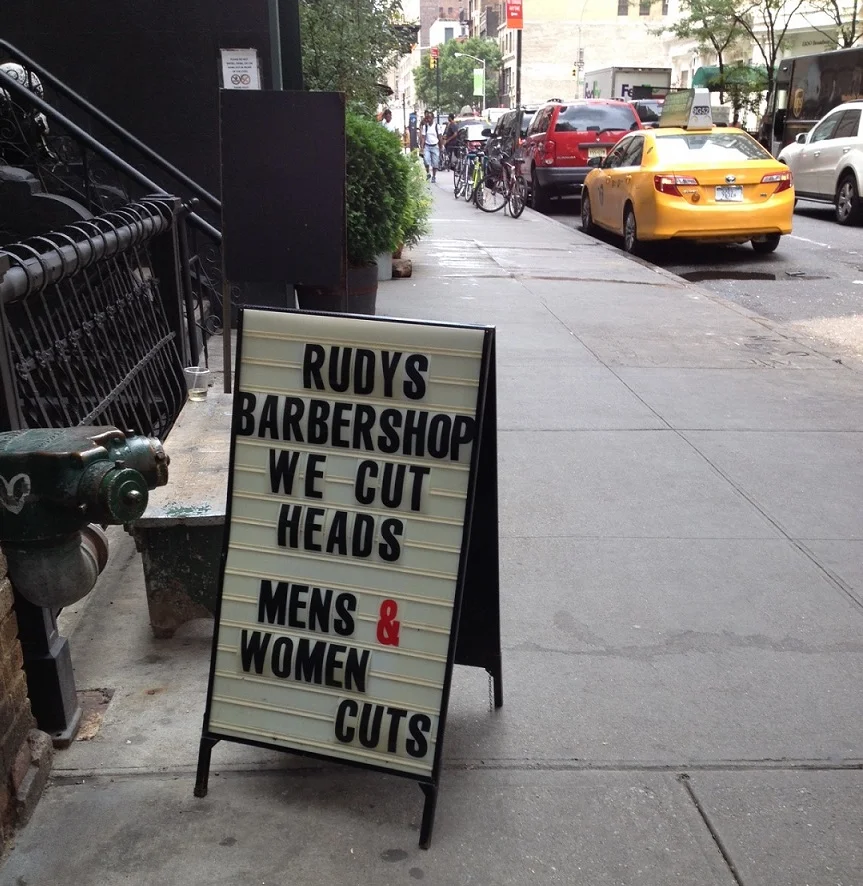 RUDYS
BARBERSHOP
WE CUT
HEADS
MENS &
WOMEN
CUTS